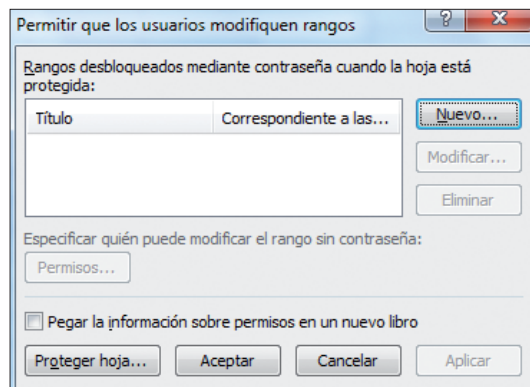 Permitir que los usuarios modifiquen rangos
?
X
Rangos desbloqueados mediante contraseña cuando la hoja está
protegida:
Título Correspondiente a las...
Nuevo...
Modificar...
Eliminar
Especificar quién puede modificar el rango sin contraseña:
Permisos...
Pegar la información sobre permisos en un nuevo libro
Proteger hoja... Aceptar Cancelar Aplicar